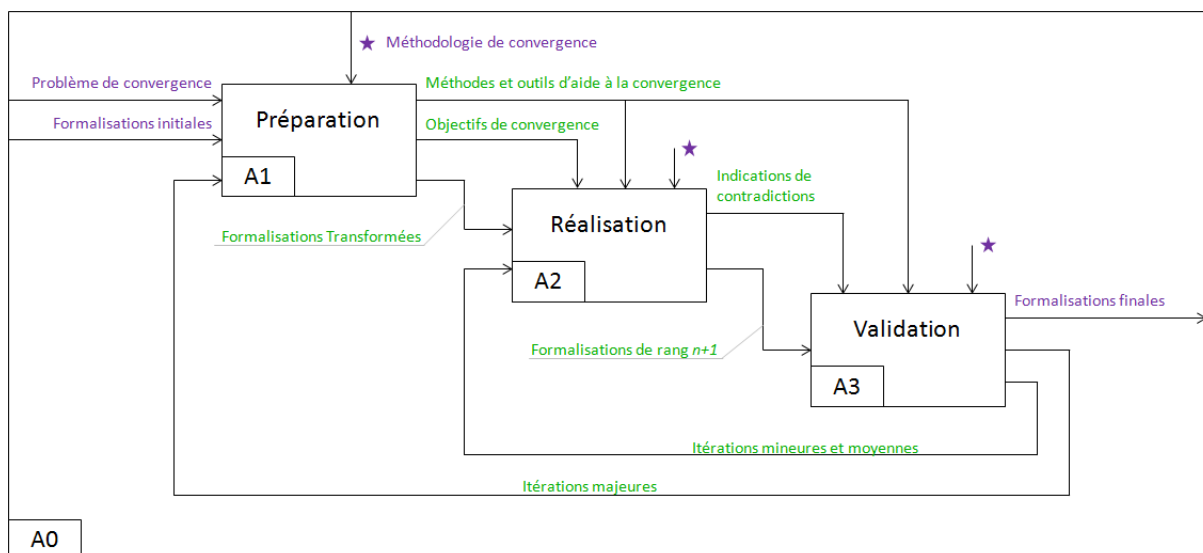 Méthodologie de convergence
Problème de convergence
Méthodes et outils d’aide à la convergence
Formalisations initiales
Préparation
Objectifs de convergence
A1
Indications de
contradictions
Formalisations Transformées
Réalisation
A2
Formalisations finales
Validation
Formalisations de rang n+1
A3
Itérations mineures et moyennes
Itérations majeures
A0